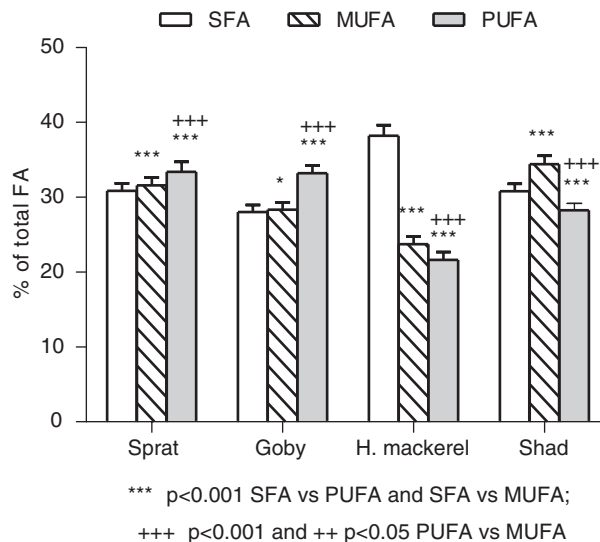 SFA MUFA PUFA
50
40
30
20
10
0
% of total FA
*** +++ ***
* +++ ***
*** +++ ***
*** +++ ***
Sprat Goby H. mackerel Shad
*** p<0.001 SFA vs PUFA and SFA vs MUFA;
+++ p<0.001 and ++ p<0.05 PUFA vs MUFA